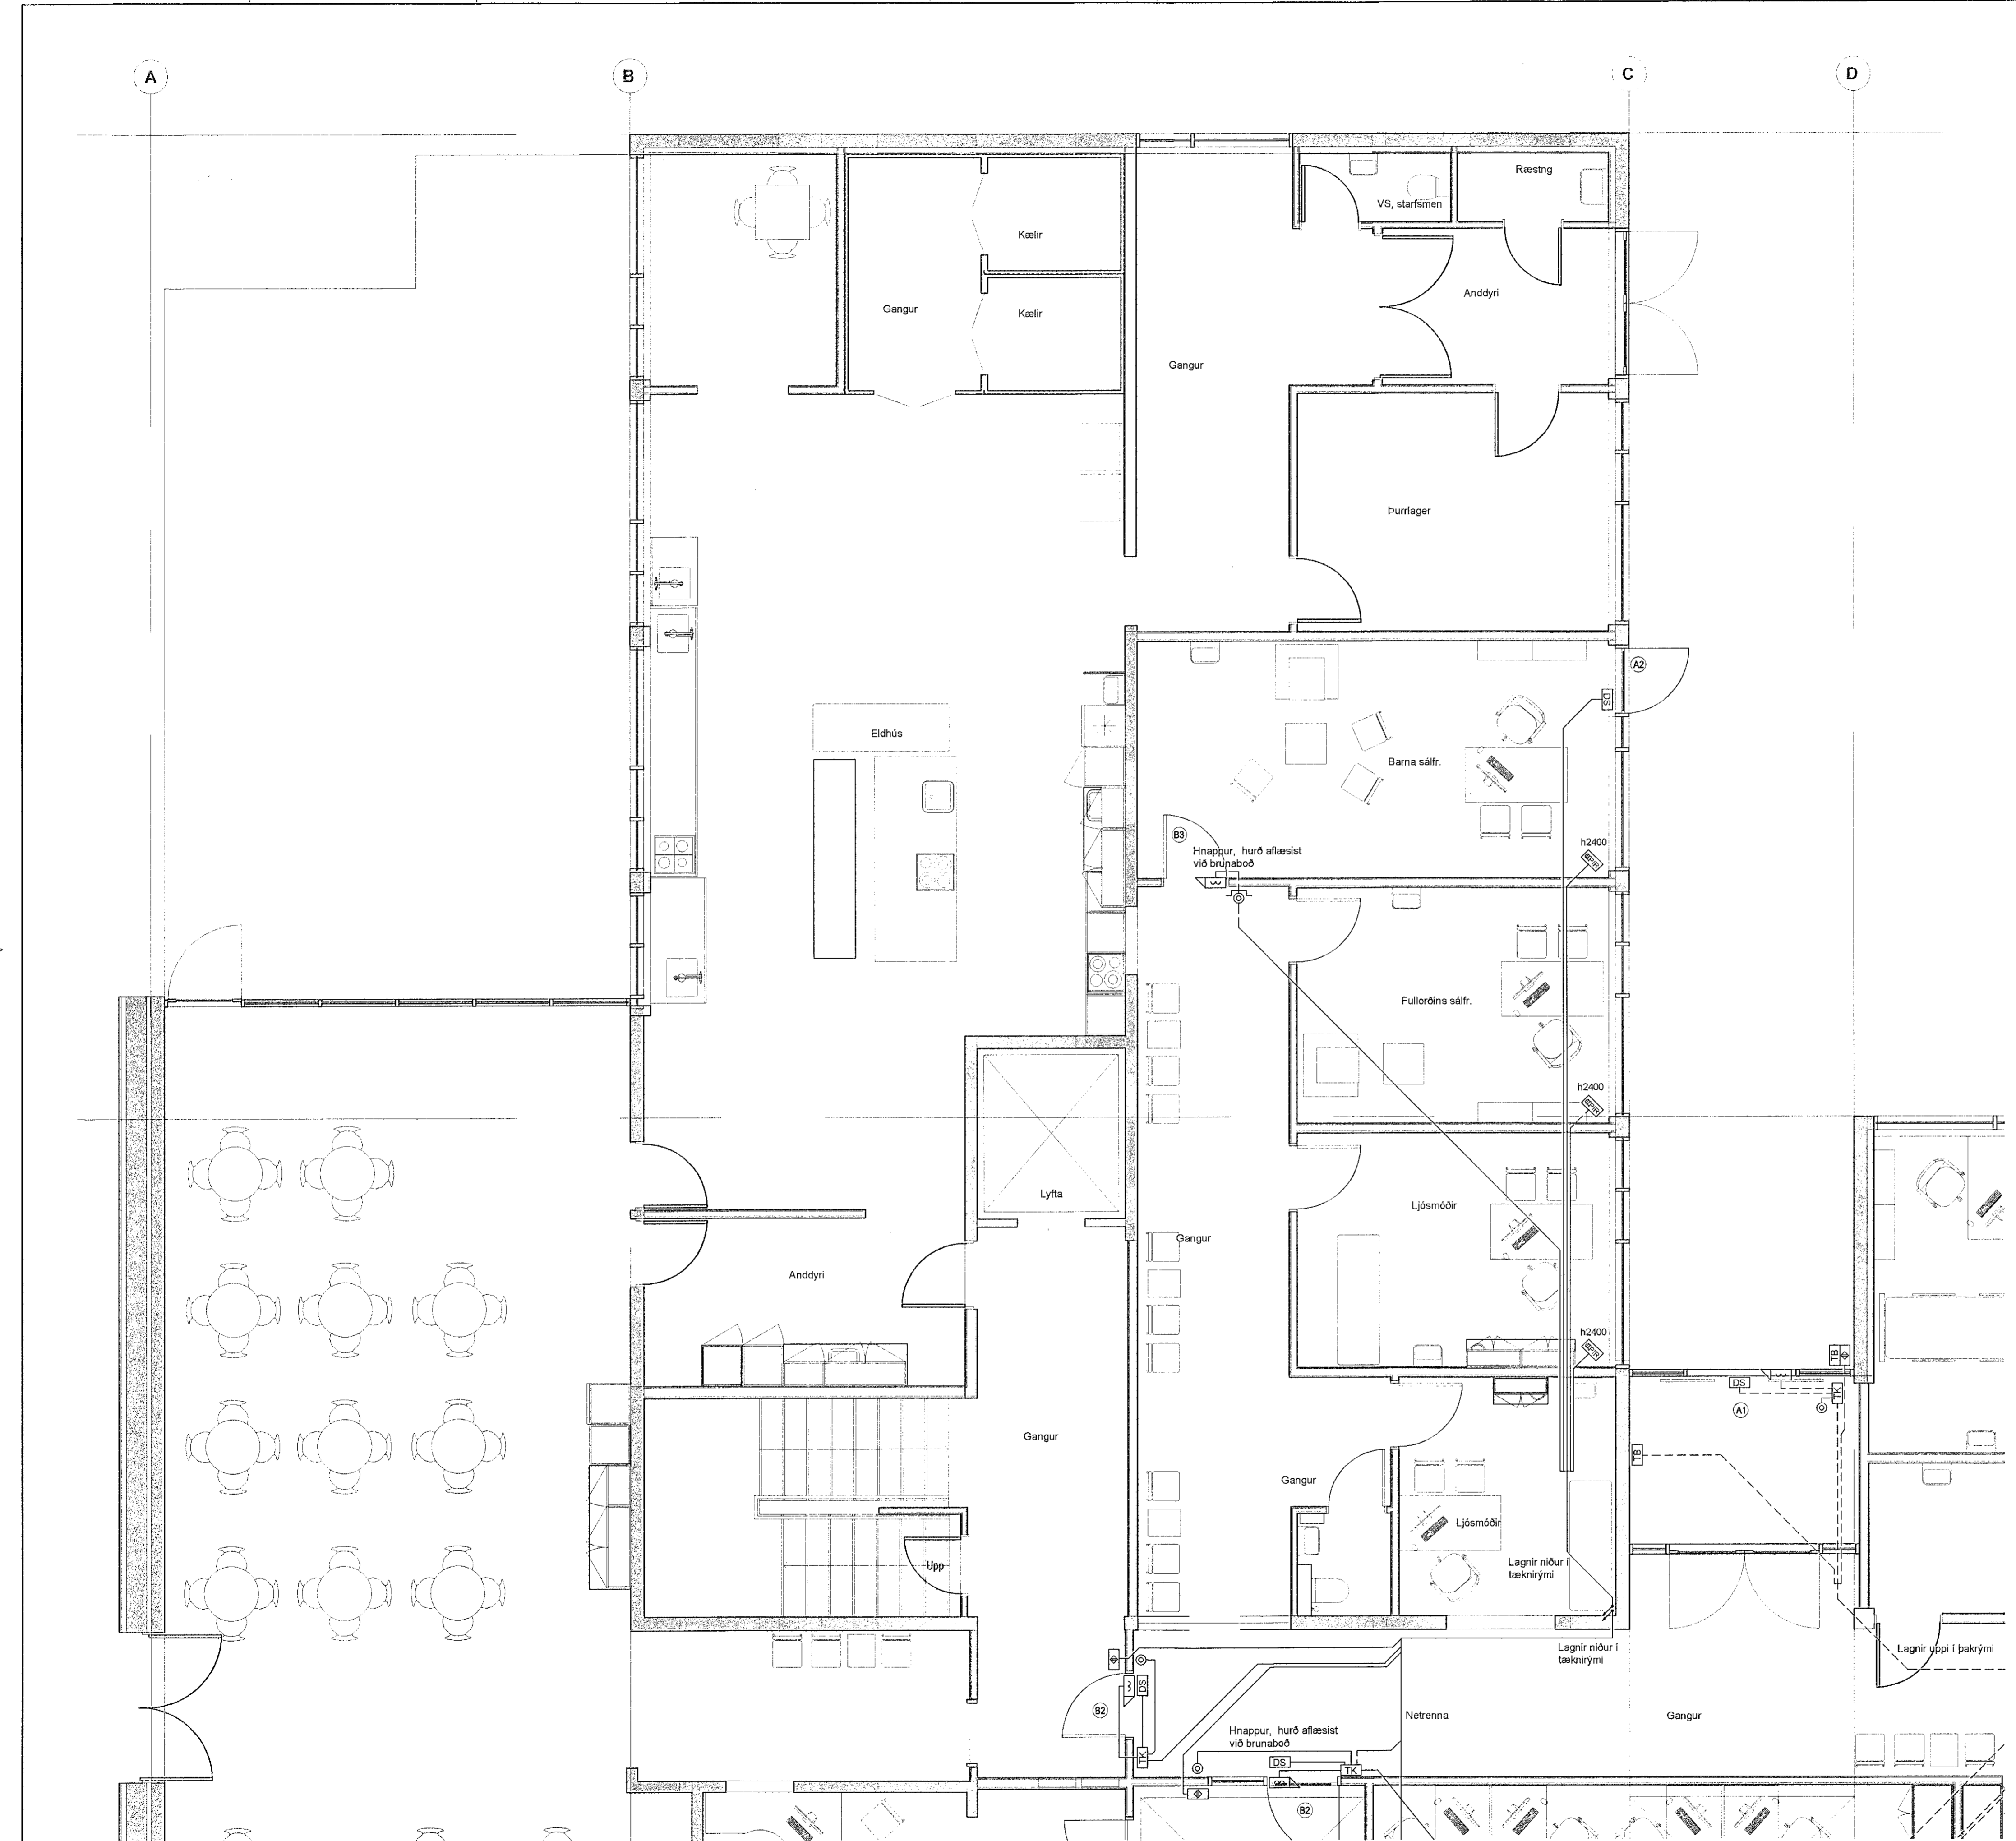 A
B
C
D
Ræstng
VS, starfsmen
Kælir
Anddyri
Gangur
Kælir
Gangur
Þurrlager
A2
DS
Eldhús
Barna sálfr.
B3
h2400
Hnappur, hurð aflæsist
við brunaboð
PIR
Fullorðins sálfr.
h2400
PIR
Lyfta
Ljósmóðir
Gangur
Anddyri
h2400
PIR
TB
DS
TK
A1
Gangur
TB
Gangur
Ljósmóðir
Upp
Lagnir niður í
tæknirými
Lagnir niður í
tæknirými
Lagnir uppi í þakrými
DS
B2
Netrenna
Gangur
Hnappur, hurð aflæsist
við brunaboð
TK
DS
TK
B2